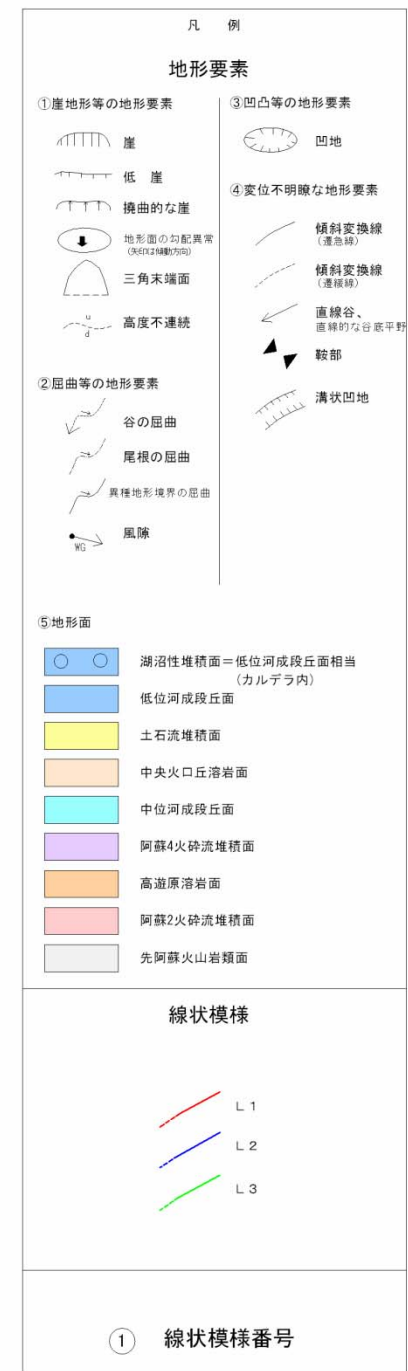 凡 例
地形要素
①崖地形等の地形要素
崖
低 崖
撓曲的な崖
地形面の勾配異常
(矢印は傾動方向)
三角末端面
u
d
高度不連続
②屈曲等の地形要素
谷の屈曲
尾根の屈曲
異種地形境界の屈曲
WG
風隙
③凹凸等の地形要素
凹地
④変位不明瞭な地形要素
傾斜変換線
(遷急線)
傾斜変換線
(遷緩線)
直線谷、
直線的な谷底平野
鞍部
溝状凹地
⑤地形面
湖沼性堆積面=低位河成段丘面相当
(カルデラ内)
低位河成段丘面
土石流堆積面
中央火口丘溶岩面
中位河成段丘面
阿蘇4火砕流堆積面
高遊原溶岩面
阿蘇2火砕流堆積面
先阿蘇火山岩類面
線状模様
L1
L2
L3
① 線状模様番号